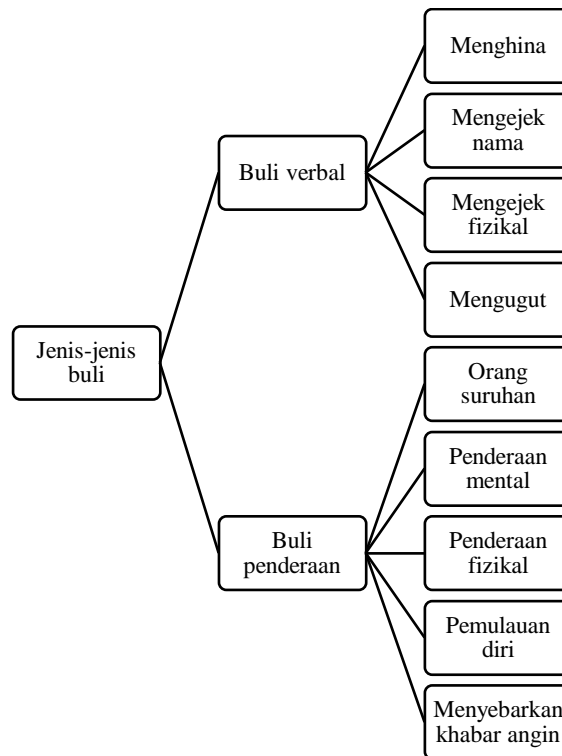 Jenis-jenis
buli
Buli verbal
Menghina
Mengejek
nama
Mengejek
fizikal
Mengugut
Buli
penderaan
Orang
suruhan
Penderaan
mental
Penderaan
fizikal
Pemulauan
diri
Menyebarkan
khabar angin